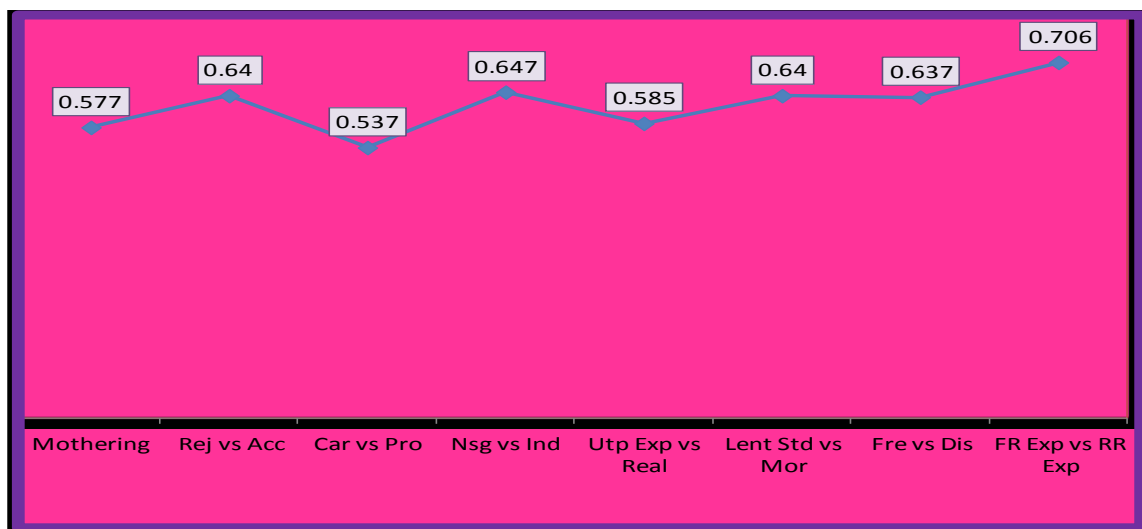 0.577
0.64
0.537
0.647
0.585
0.64
0.637
0.706
Mothering
Rej vs Acc
Car vs Pro
Nsg vs Ind
Utp Exp vs
Real
Lent Std vs
Mor
Fre vs Dis
FR Exp vs RR
Exp